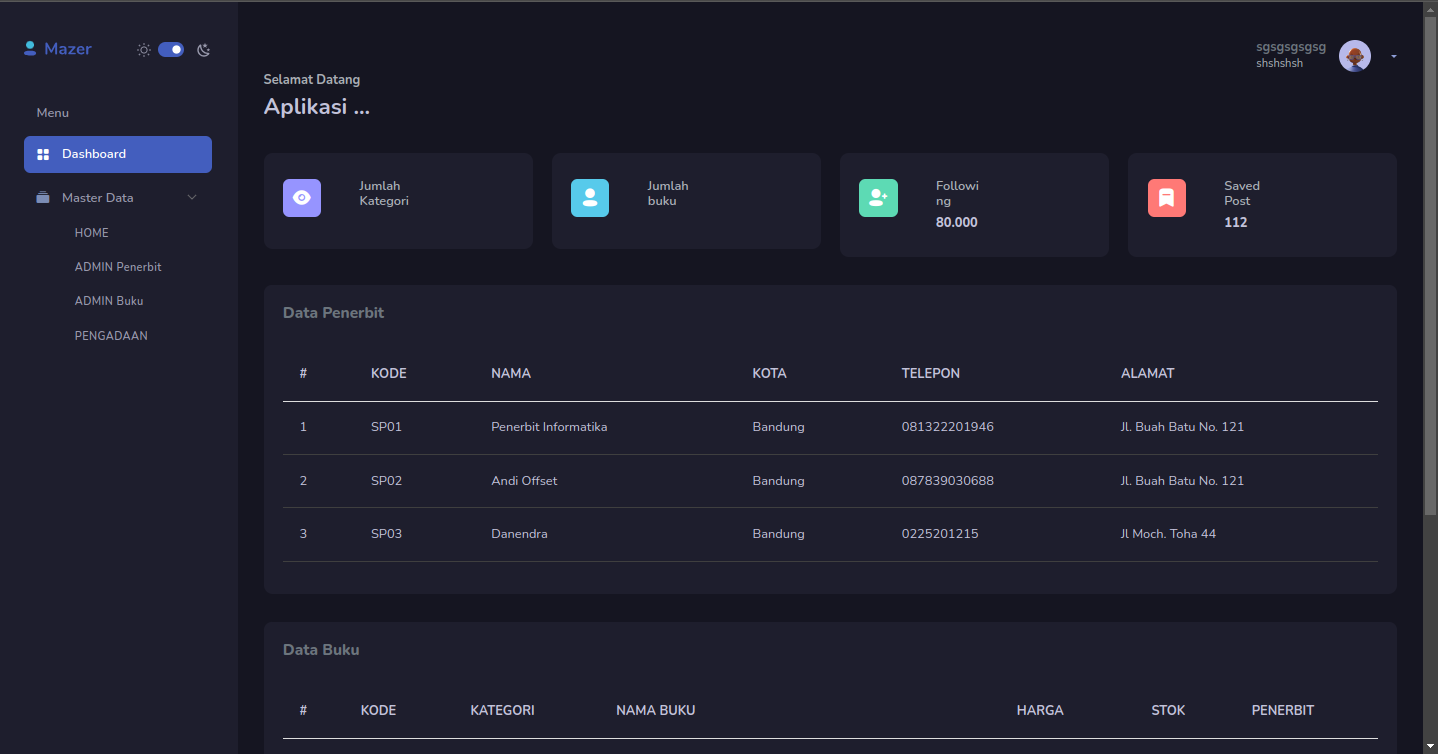 Mazer
sgsgsgsgsg
shshshsh
Selamat Datang
Aplikasi ...
Menu
Dashboard
Master Data
HOME
ADMIN Penerbit
ADMIN Buku
PENGADAAN
Jumlah
Kategori
Jumlah
buku
Followi
ng
80.000
Saved
Post
112
Data Penerbit
# KODE NAMA KOTA TELEPON ALAMAT
1 SP01 Penerbit Informatika Bandung 081322201946 Jl. Buah Batu No. 121
2 SP02 Andi Offset Bandung 087839030688 Jl. Buah Batu No. 121
3 SP03 Danendra Bandung 0225201215 Jl Moch. Toha 44
Data Buku
# KODE KATEGORI NAMA BUKU HARGA STOK PENERBIT